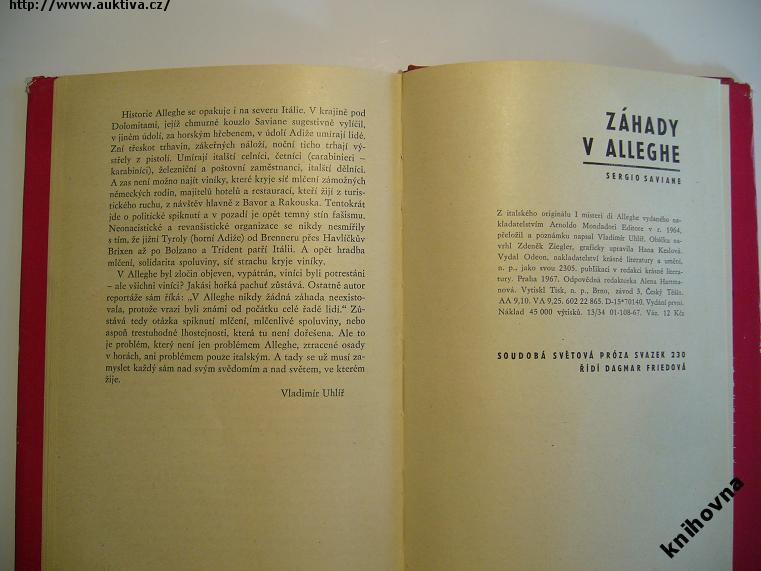 http://www.auktiva.cz/
Historie Alleghe se opakuje i na severu Itálie. V krajině pod
Dolomitami, jejíž chmurné kouzlo Saviane sugestivně vylíčil,
v jiném údolí, za horským hřebenem, v údolí Adiže umírají lidé.
Zní třeskot trhavin, zákeřných náloží, noční ticho trhají vý-
střely z pistolí. Umírají italští celníci, četníci (carabinieri –
karabiníci), železniční a poštovní zaměstnanci, italští dělníci.
A zas není možno najít viníky, které kryje síť mlčení zámožných
německých rodin, majitelů hotelů a restaurací, kteří žijí z turis-
tického ruchu, z návštěv hlavně z Bavor a Rakouska. Tentokrát
jde o politické spiknutí a v pozadí je opět temný stín fašismu.
Neonacistické a revanšistické organizace se nikdy nesmířily
s tím, že jižní Tyroly (horní Adiže) od Brenneru přes Havlíčkův
Brixen až po Bolzano a Trident patří Itálii. A opět hradba
mlčení, solidarita spoluviny, síť strachu kryje viníky.
V Alleghe byl zločin objeven, vypátrán, viníci byli potrestáni
– ale všichni viníci? Jakási hořká pachuť zůstává. Ostatně autor
reportáže sám říká: „V Alleghe nikdy žádná záhada neexisto-
vala, protože vrazi byli známi od počátku celé řadě lidí.“ Zů-
stává tedy otázka spiknutí mlčení, mlčenlivé spoluviny, nebo
aspoň trestuhodné lhostejnosti, která tu není dořešena. Ale to
je problém, který není jen problémem Alleghe, ztracené osady
v horách, ani problémem pouze italským. A tady se už musí za-
myslet každý sám nad svým svědomím a nad světem, ve kterém
žije.
Vladimír Uhlíř
ZÁHADY
V ALLEGHE
SERGIO SAVIANE
Z italského originálu I misteri di Alleghe vydaného na-
kladatelstvím Arnoldo Mondadori Editore v r. 1964,
přeložil a poznámku napsal Vladimír Uhlíř. Obálku na-
vrhl Zdeněk Ziegler, graficky upravila Hana Keslová.
Vydal Odeon, nakladatelství krásné literatury a umění,
n. p., jako svou 2305. publikaci v redakci krásné litera-
tury. Praha 1967. Odpovědná redaktorka Alena Hartma-
nová. Vytiskl Tisk, n. p., Brno, závod 3, Český Těšín.
AA 9,10. VA 9,25. 602 22 865. D-15*70140. Vydání první.
Náklad 45 000 výtisků. 13/34 01-108-67. Váz. 12 Kčs
SOUDOBÁ SVĚTOVÁ PRÓZA SVAZEK 230
ŘÍDÍ DAGMAR FRIEDOVÁ
knihovna